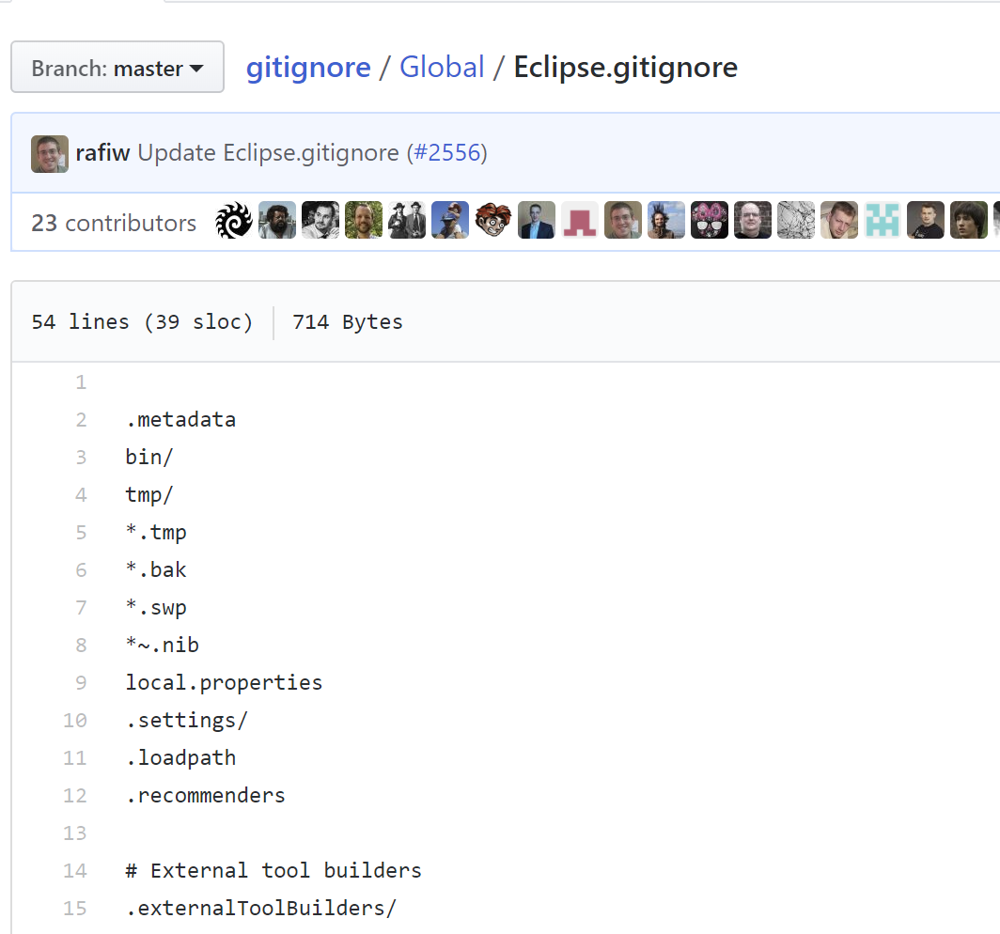 Branch: master
gitignore / Global / Eclipse.gitignore
rafiw Update Eclipse.gitignore (#2556)
23 contributors
54 lines (39 sloc) 714 Bytes
1
2 .metadata
3 bin/
4 tmp/
5 *.tmp
6 *.bak
7 *.swp
8 *~.nib
9 local.properties
10 .settings/
11 .loadpath
12 .recommenders
13
14 # External tool builders
15 .externalToolBuilders/